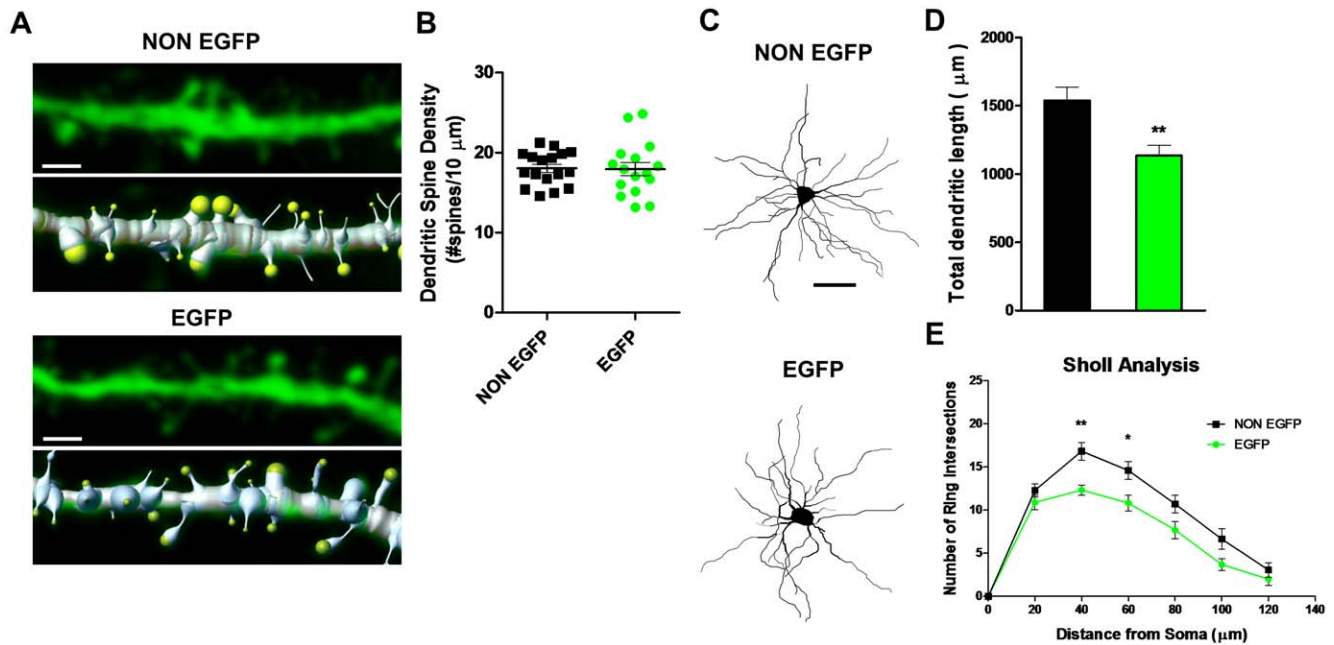 A
NON EGFP
EGFP
B
Dendritic Spine Density
(#spines/10 μm)
30
20
10
0
NON EGFP
EGFP
C
NON EGFP
EGFP
D
Total dendritic length ( μm)
2000
1500
1000
500
0
**
E
Sholl Analysis
Number of Ring Intersections
25
20
15
10
5
0
**
*
NON EGFP
EGFP
0 20 40 60 80 100 120 140
Distance from Soma (μm)